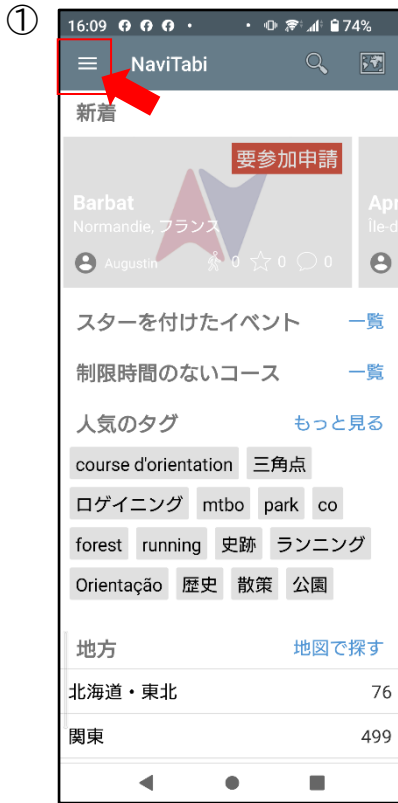 ①
16:09 74%
NaviTabi
新着
要参加申請
Barbat
Normandie, フランス
Augustin 0 0 0
Apr
Île-d
スターを付けたイベント 一覧
制限時間のないコース 一覧
人気のタグ もっと見る
course d'orientation 三角点
ロゲイニング mtbo park co
forest running 史跡 ランニング
Orientação 歴史 散策 公園
地方 地図で探す
北海道・東北 76
関東 499